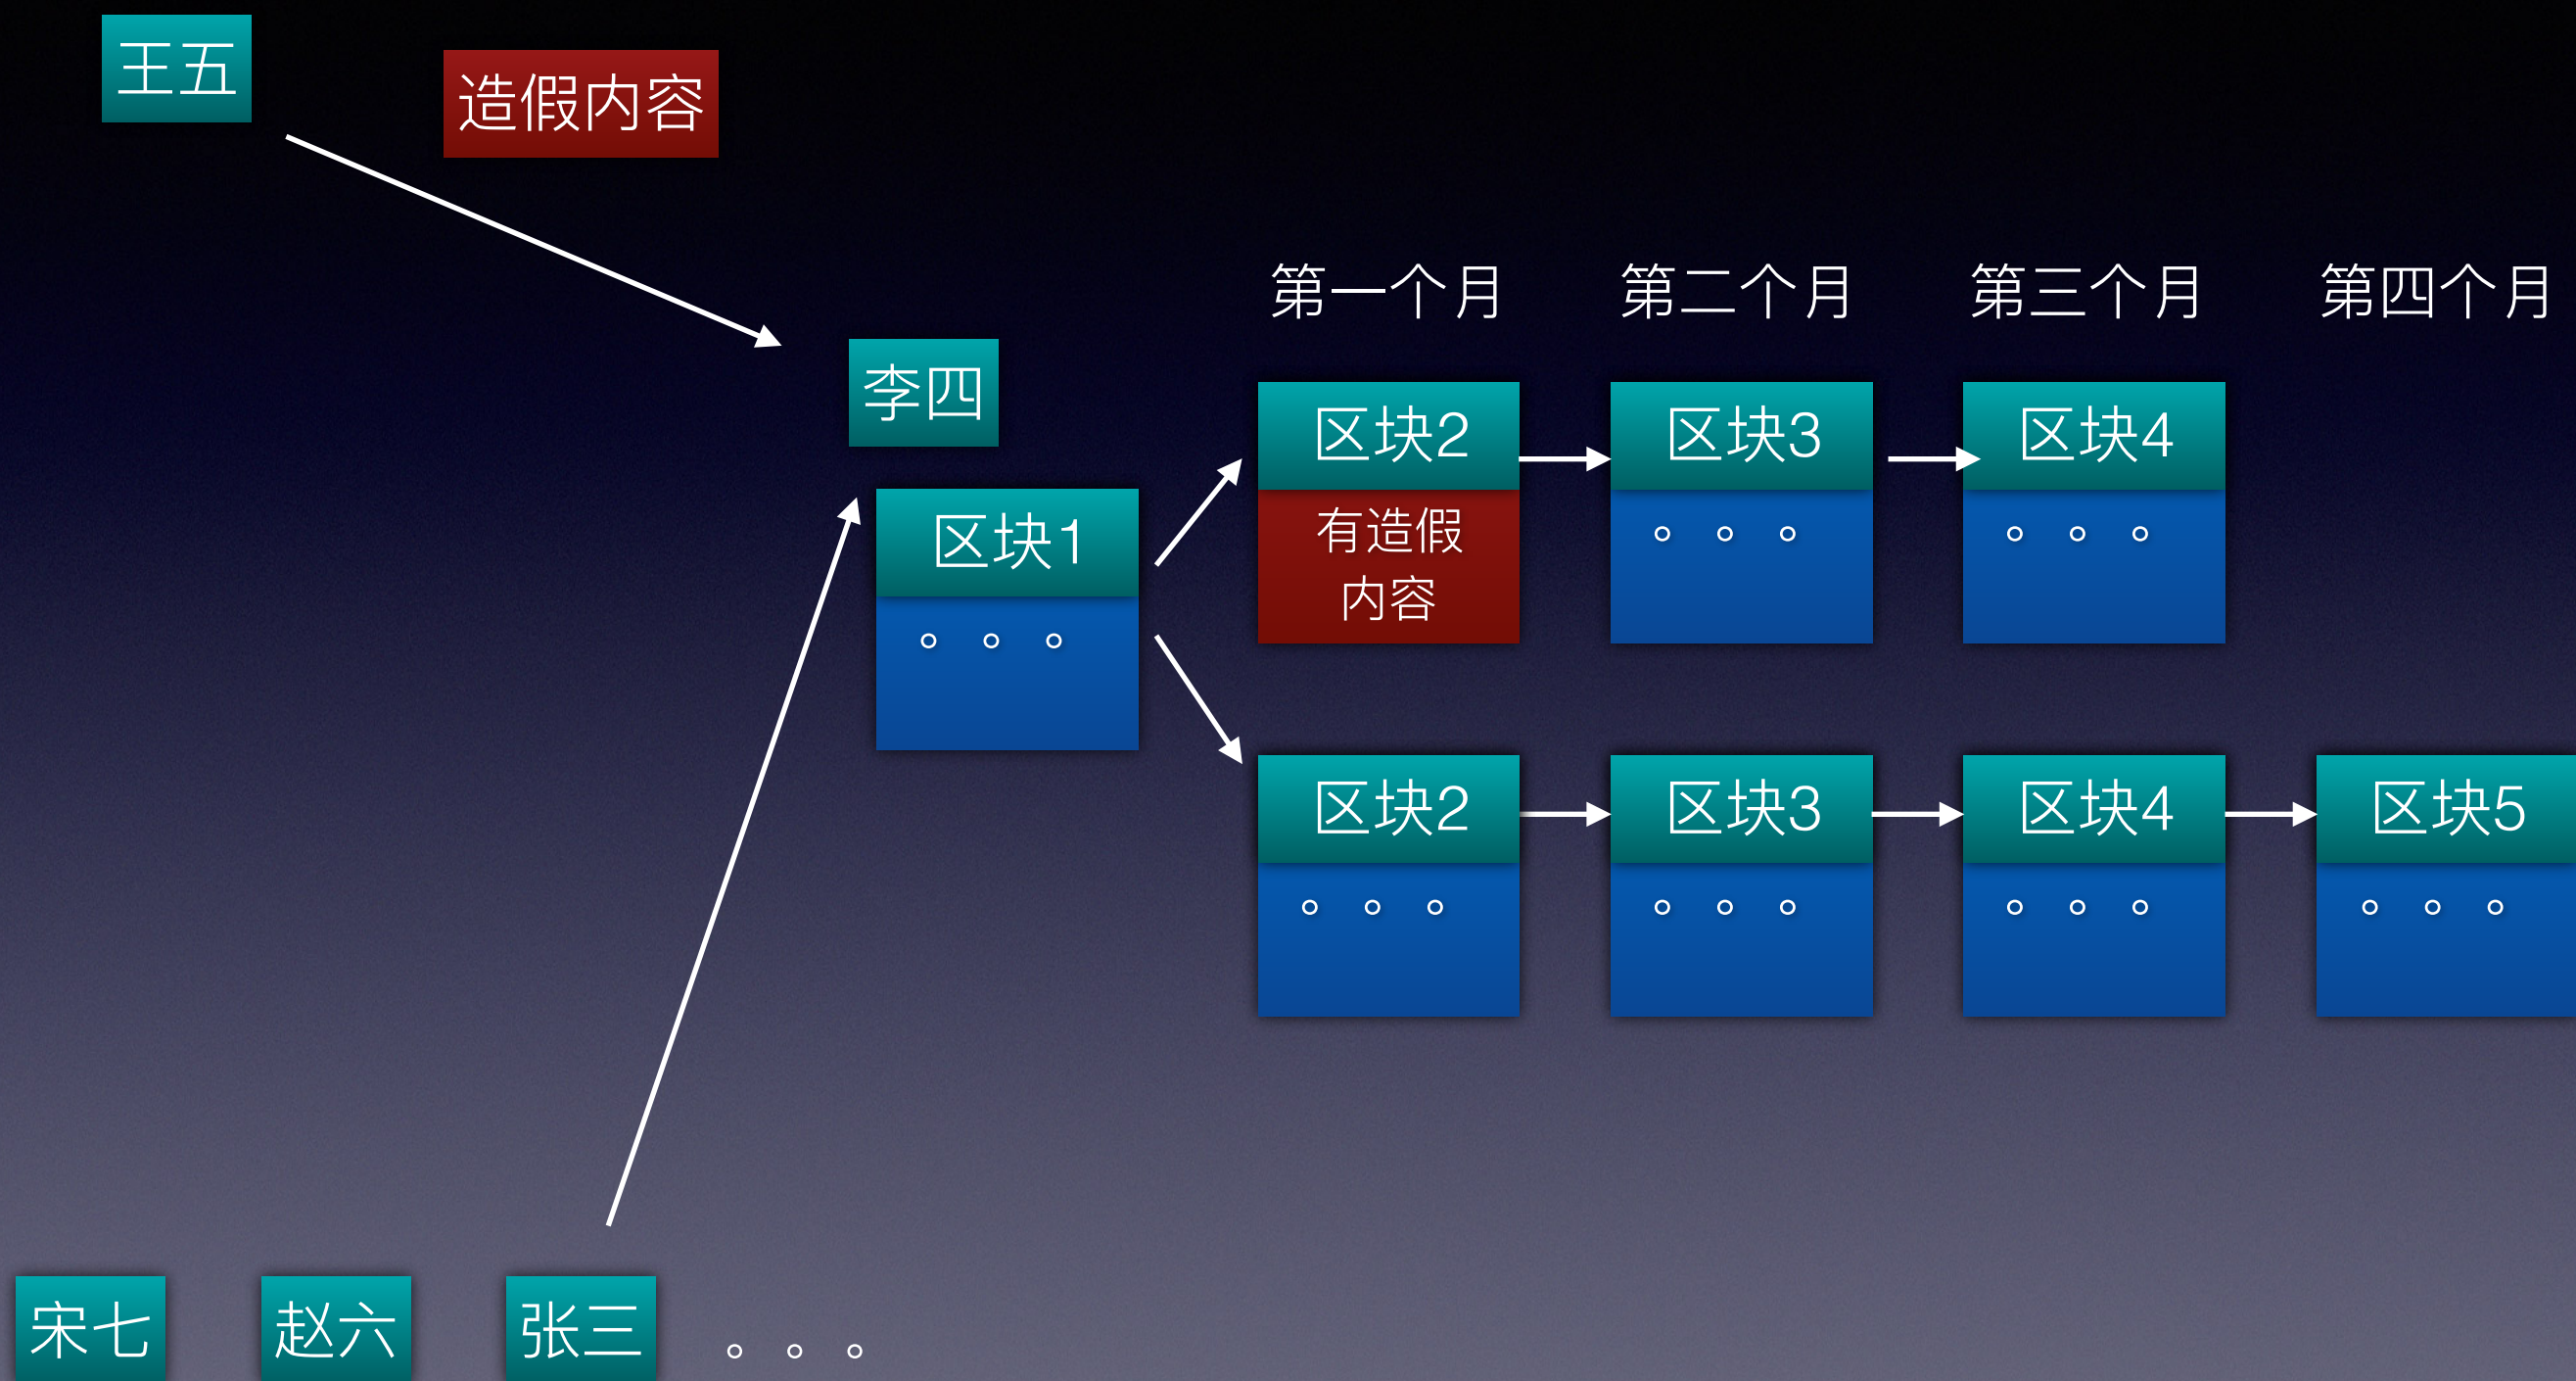 王五
造假内容
第一个月
第二个月
第三个月
第四个月
李四
区块2
区块3
区块4
有造假
内容
。。。
。。。
区块1
。。。
区块2
区块3
区块4
区块5
。。。
。。。
。。。
。。。
宋七
赵六
张三
。。。